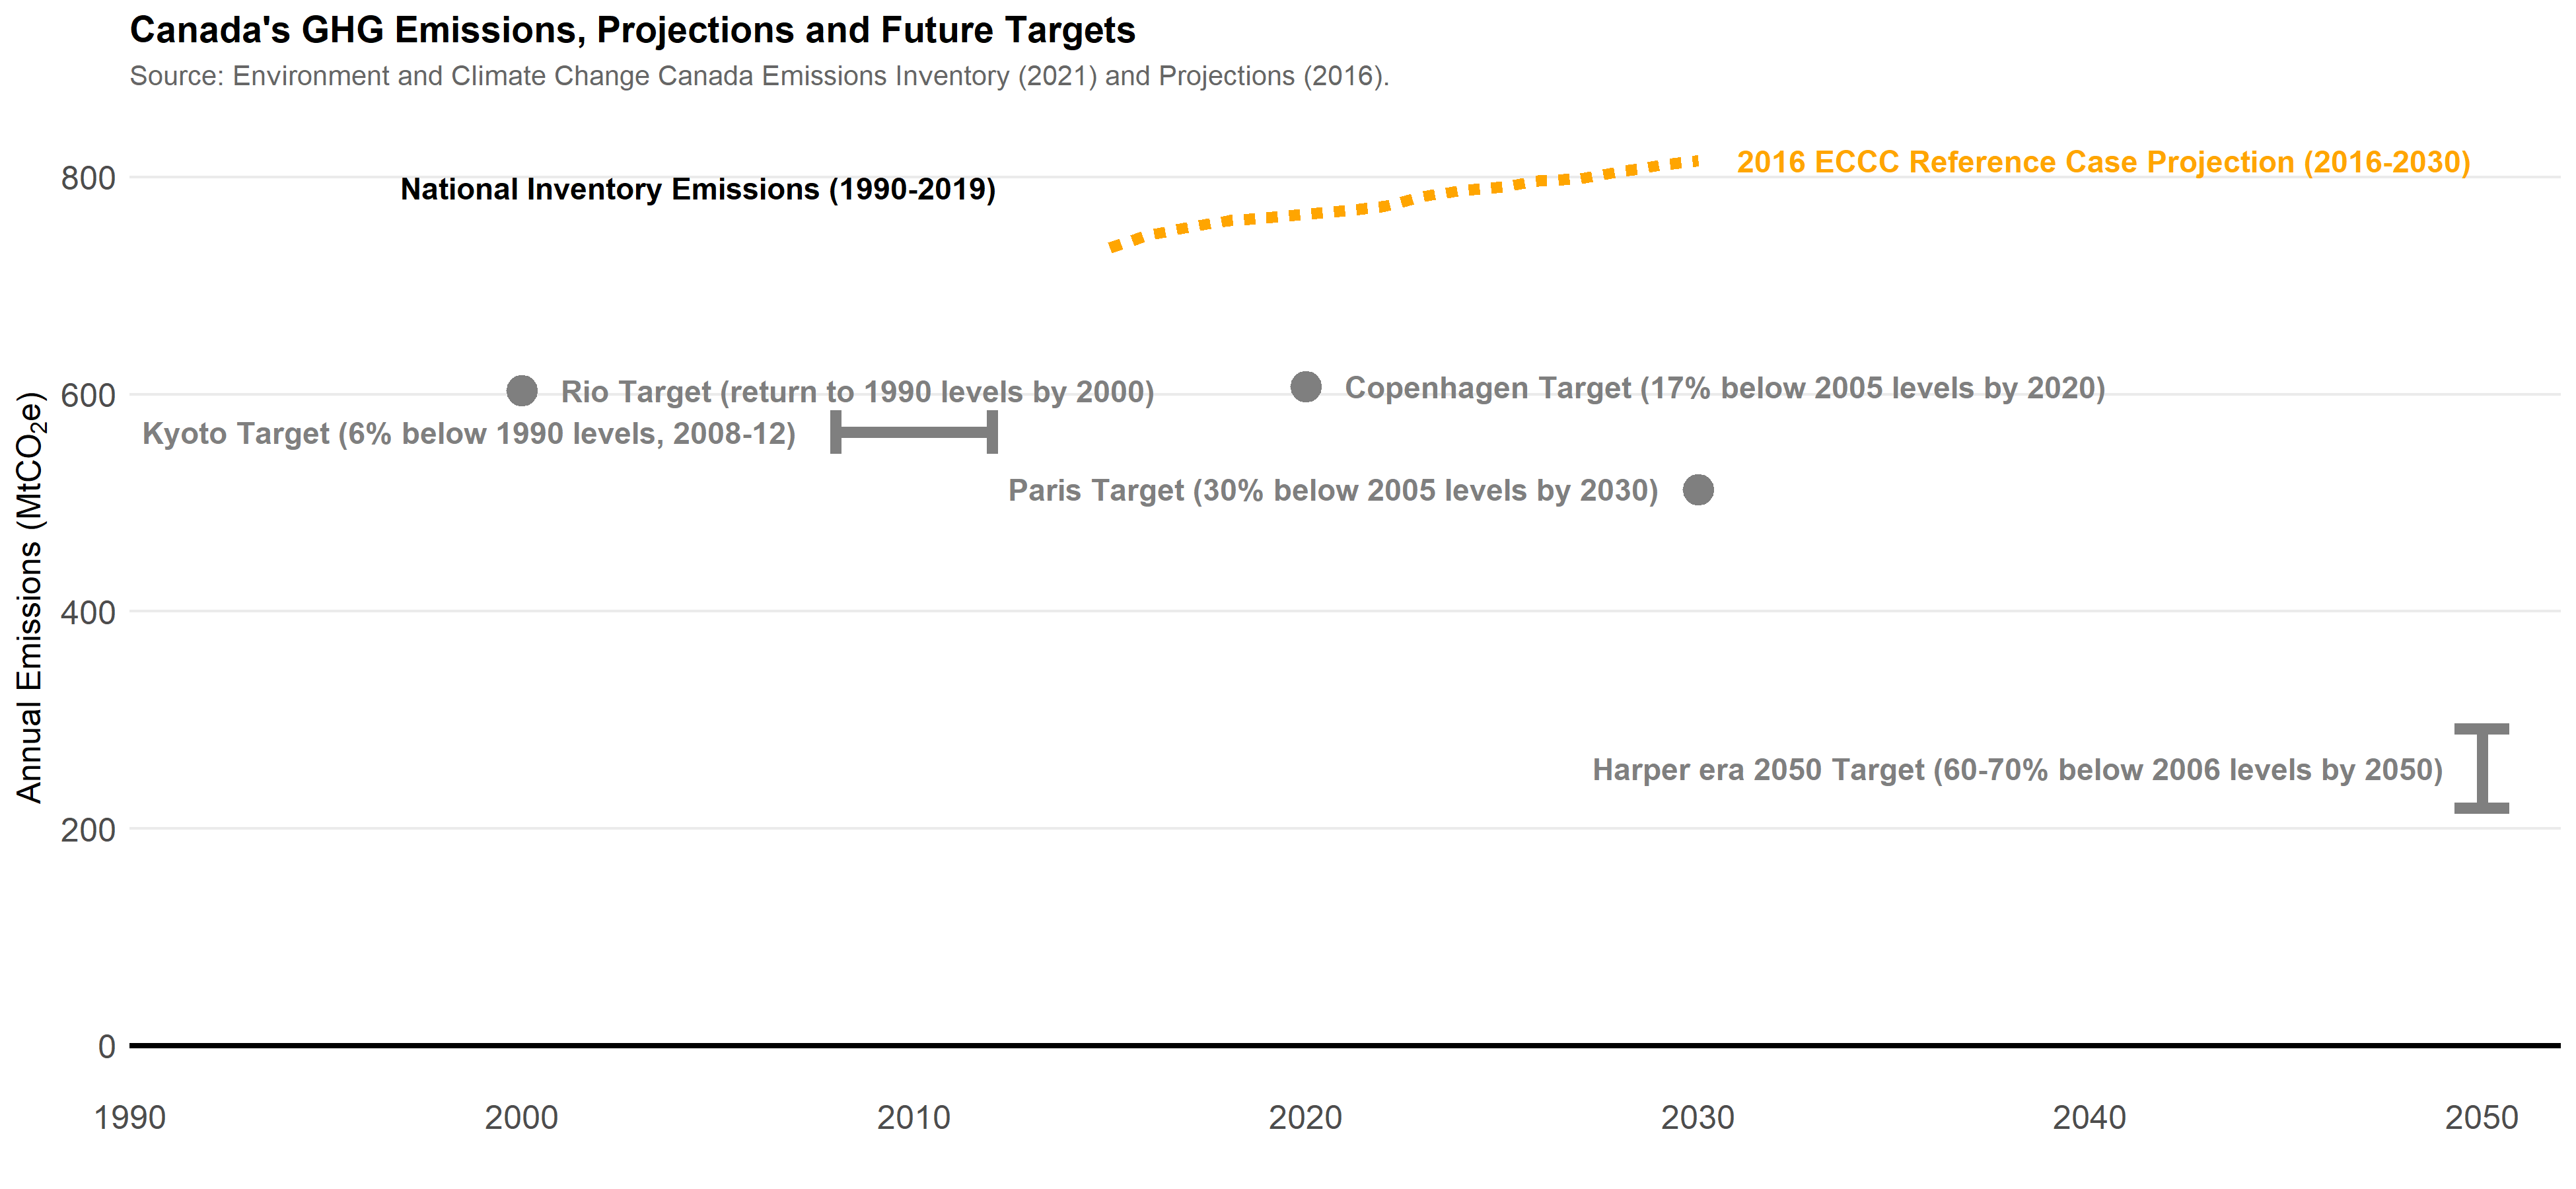 Canada's GHG Emissions, Projections and Future Targets
Source: Environment and Climate Change Canada Emissions Inventory (2021) and Projections (2016).
Annual Emissions (MtCO₂e)
800
600
400
200
0
National Inventory Emissions (1990-2019)
2016 ECCC Reference Case Projection (2016-2030)
Rio Target (return to 1990 levels by 2000)
Copenhagen Target (17% below 2005 levels by 2020)
Kyoto Target (6% below 1990 levels, 2008-12)
Paris Target (30% below 2005 levels by 2030)
Harper era 2050 Target (60-70% below 2006 levels by 2050)
1990 2000 2010 2020 2030 2040 2050